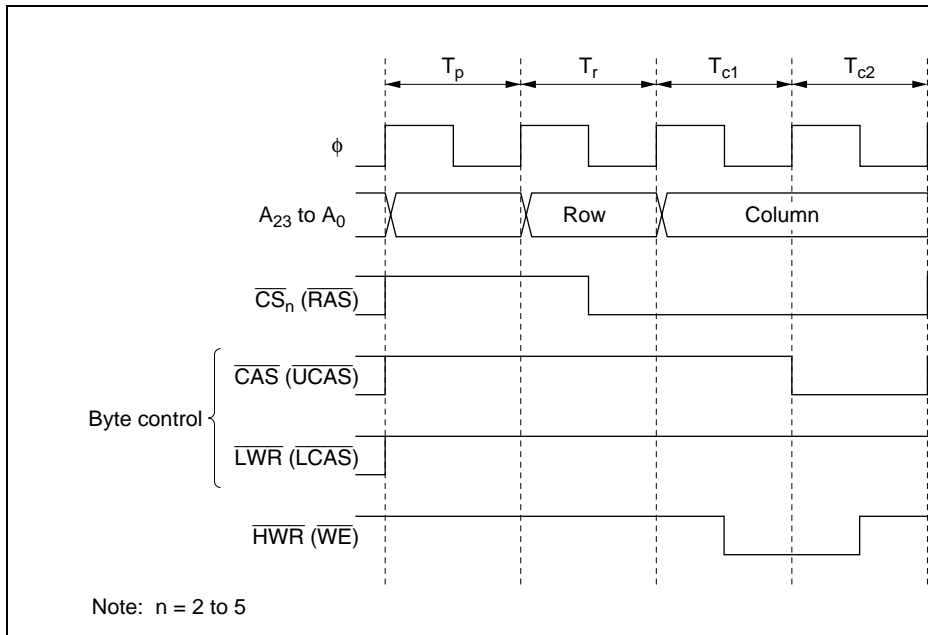 Tp Tr Tc1 Tc2
φ
A23 to A0
Row
Column
CSn (RAS)
CAS (UCAS)
Byte control
LWR (LCAS)
HWR (WE)
Note: n = 2 to 5